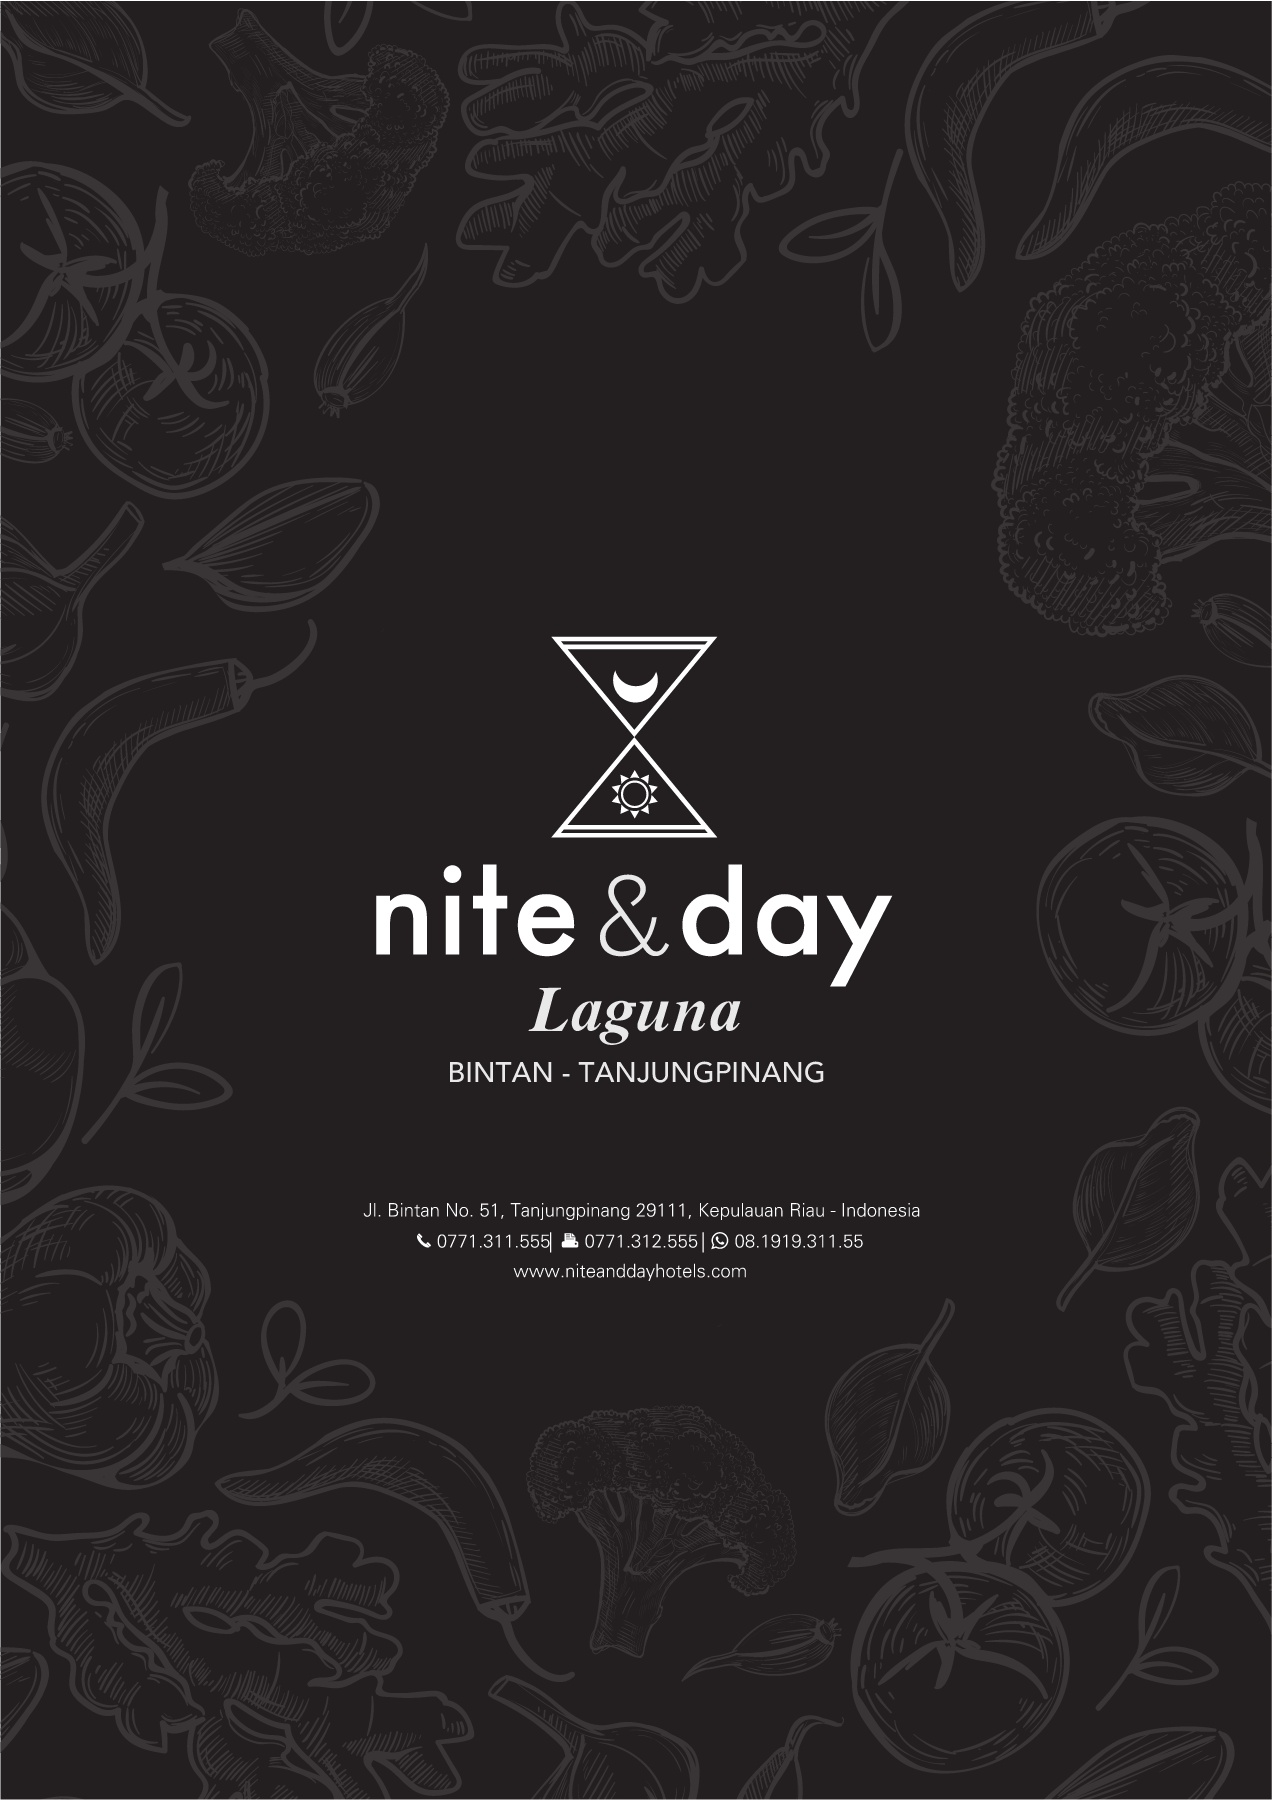 nite & day
Laguna
BINTAN - TANJUNGPINANG
Jl. Bintan No. 51, Tanjungpinang 29111, Kepulauan Riau - Indonesia
0771.311.555| 0771.312.555| 08.1919.311.55
www.niteanddayhotels.com